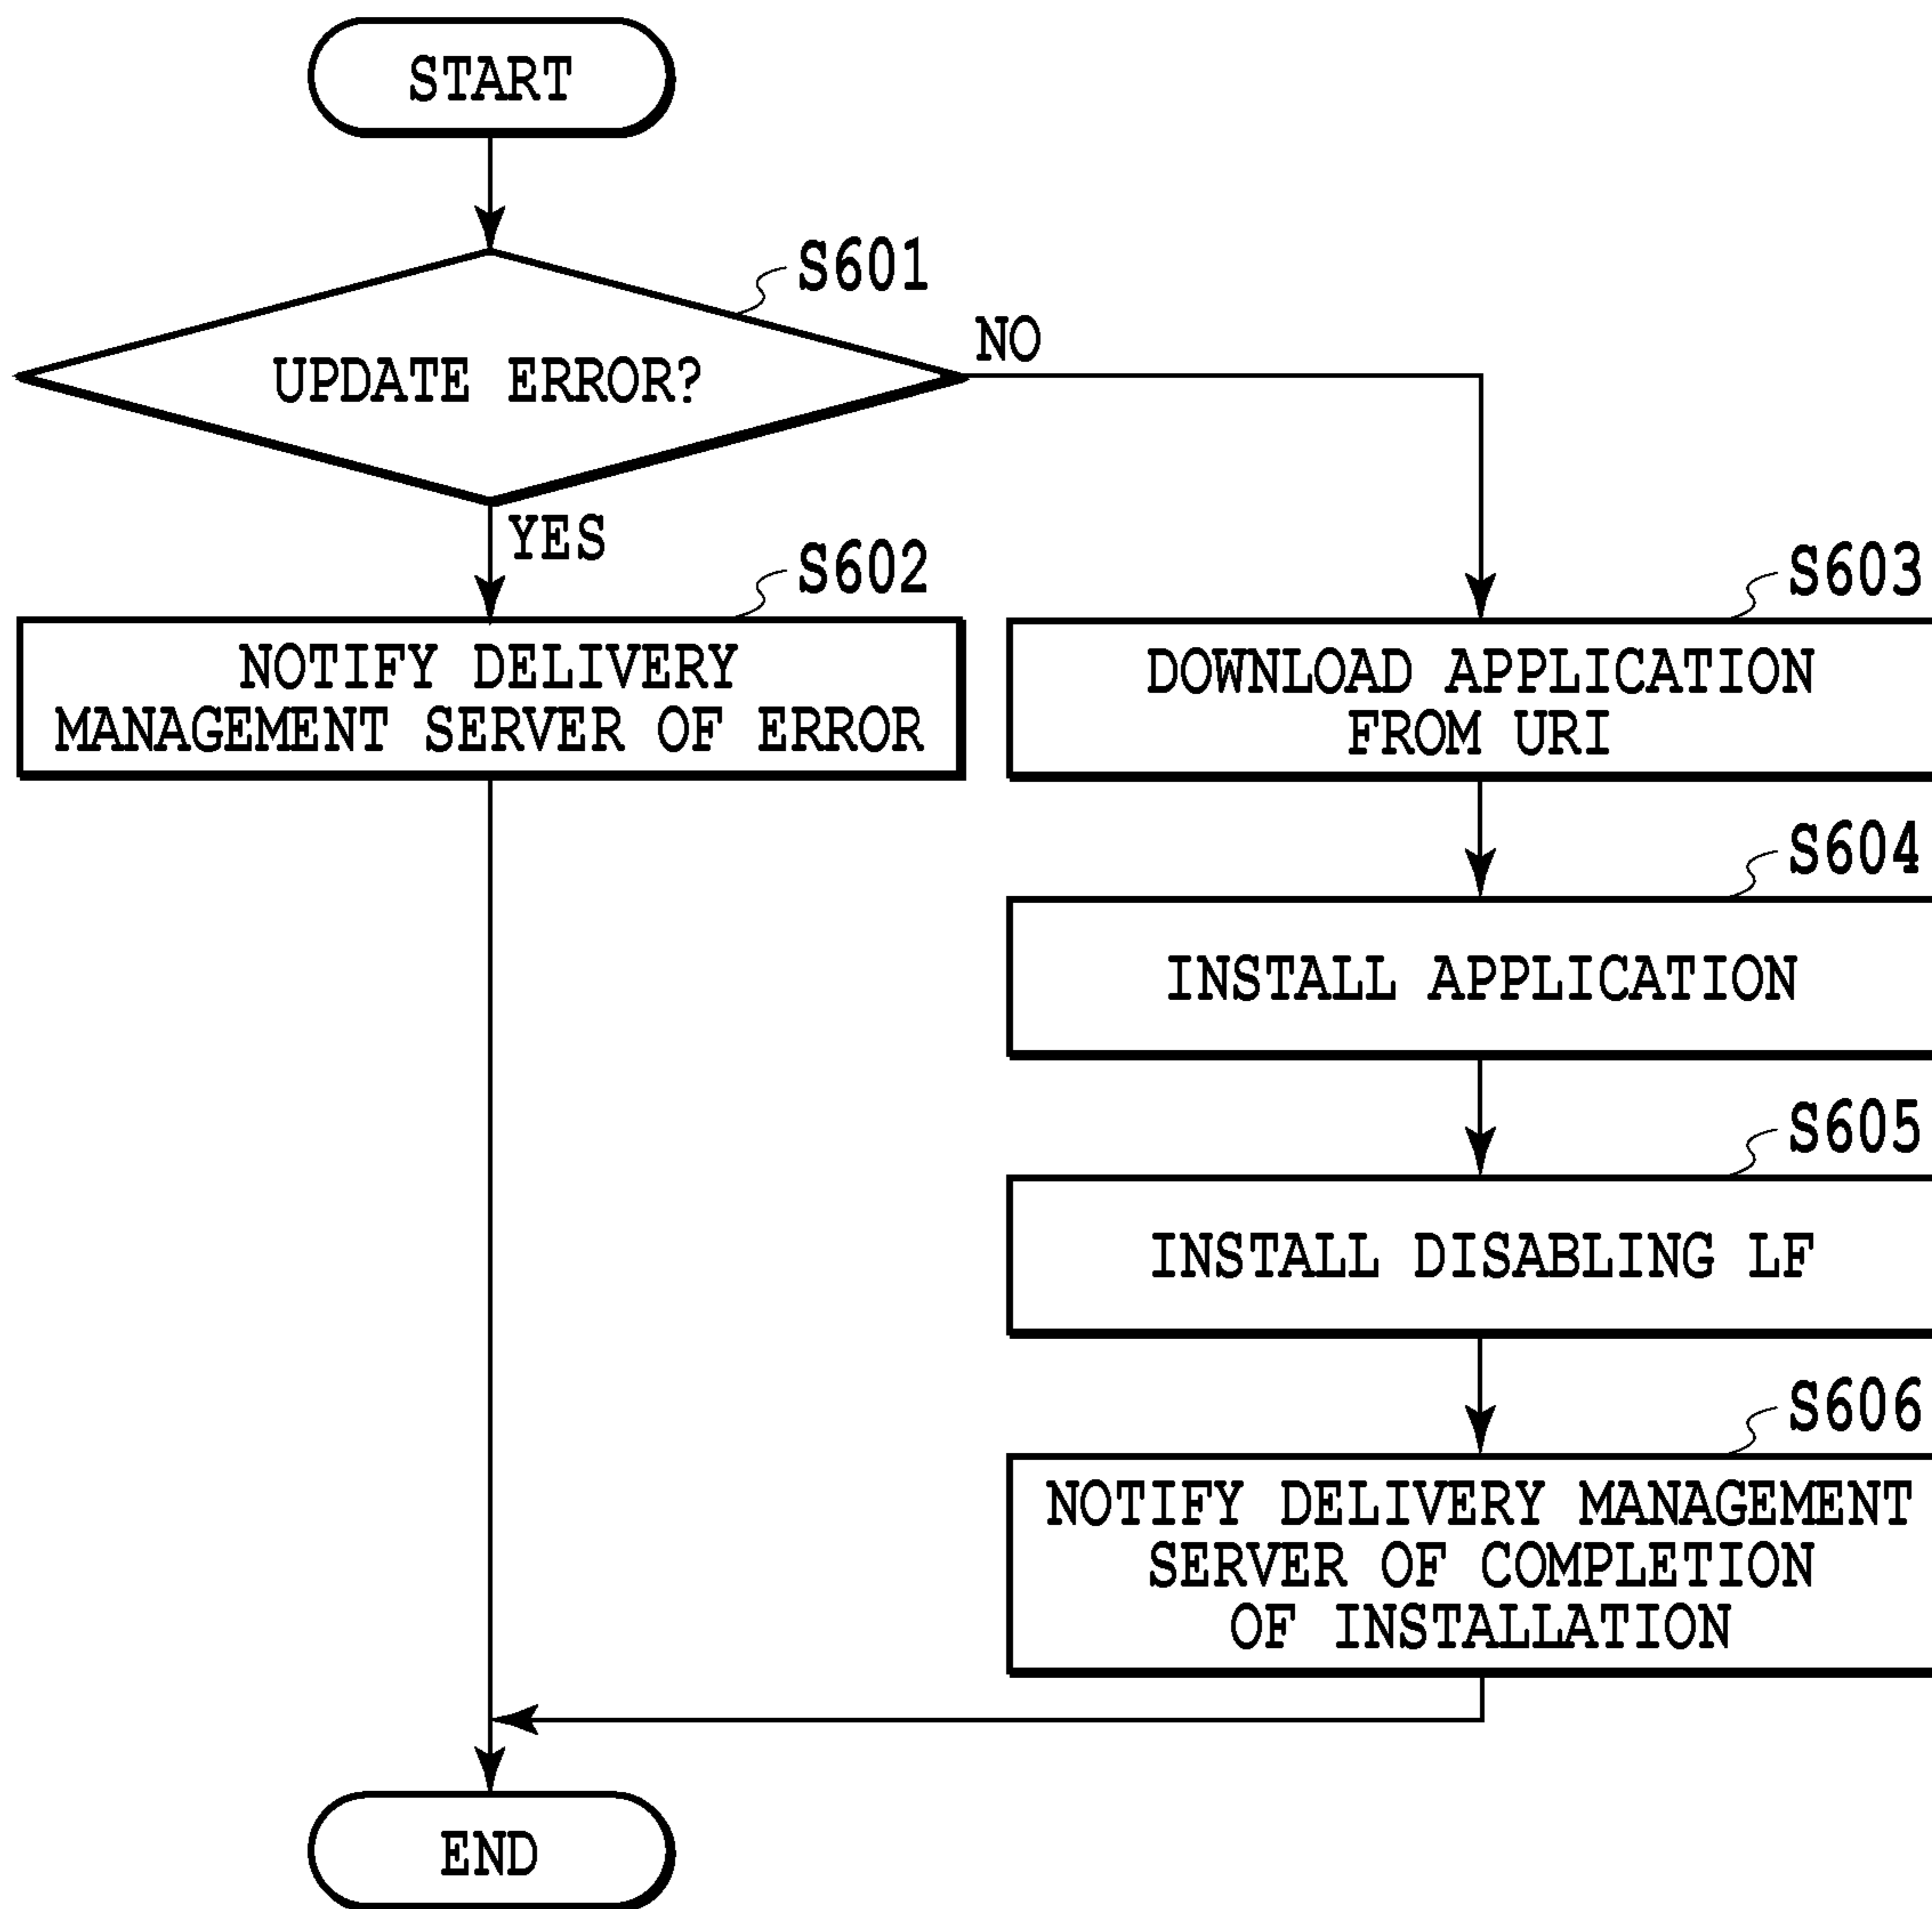 START
S601
UPDATE ERROR?
NO
YES
S602
NOTIFY DELIVERY
MANAGEMENT SERVER OF ERROR
S603
DOWNLOAD APPLICATION
FROM URI
S604
INSTALL APPLICATION
S605
INSTALL DISABLING LF
S606
NOTIFY DELIVERY MANAGEMENT
SERVER OF COMPLETION
OF INSTALLATION
END